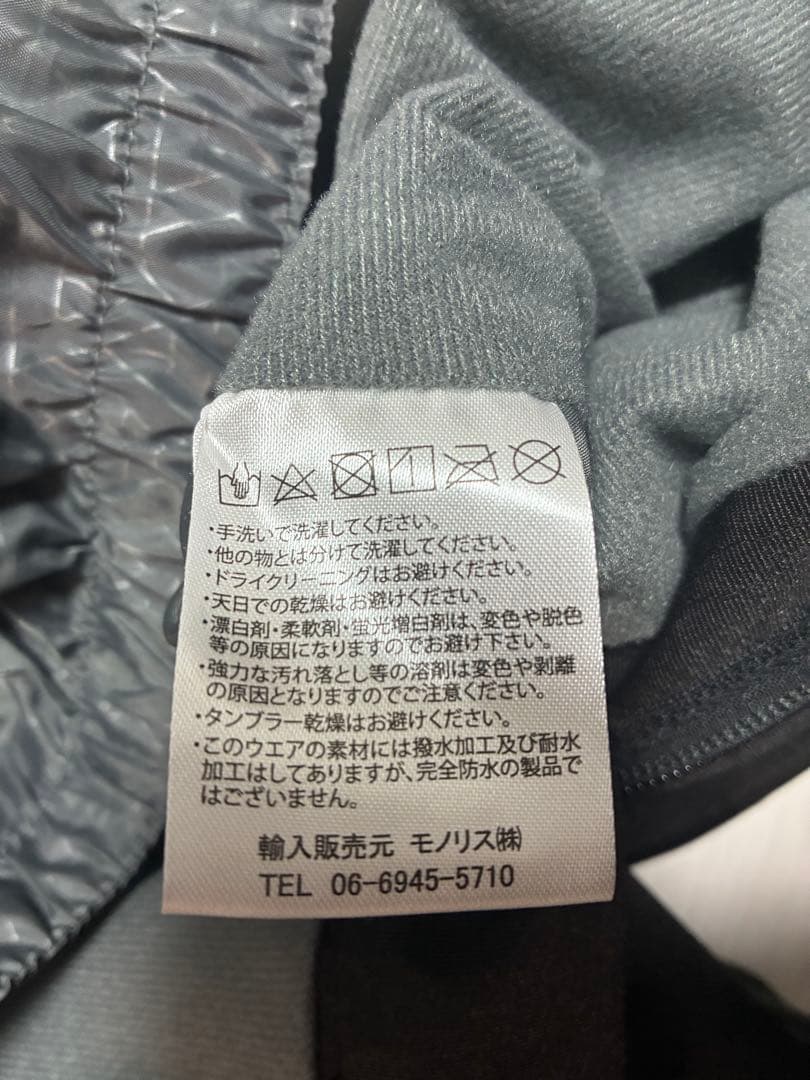 ・手洗いで洗濯してください。
・他の物とは分けて洗濯してください。
・ドライクリーニングはお避けください。
・天日での乾燥はお避けください。
・漂白剤・柔軟剤・蛍光増白剤は、変色や脱色
等の原因になりますのでお避け下さい。
・強力な汚れ落とし等の溶剤は変色や剥離
の原因となりますのでご注意ください。
・タンブラー乾燥はお避けください。
・このウエアの素材には撥水加工及び耐水
加工はしてありますが、完全防水の製品で
はございません。
輸入販売元 モノリス㈱
TEL 06-6945-5710